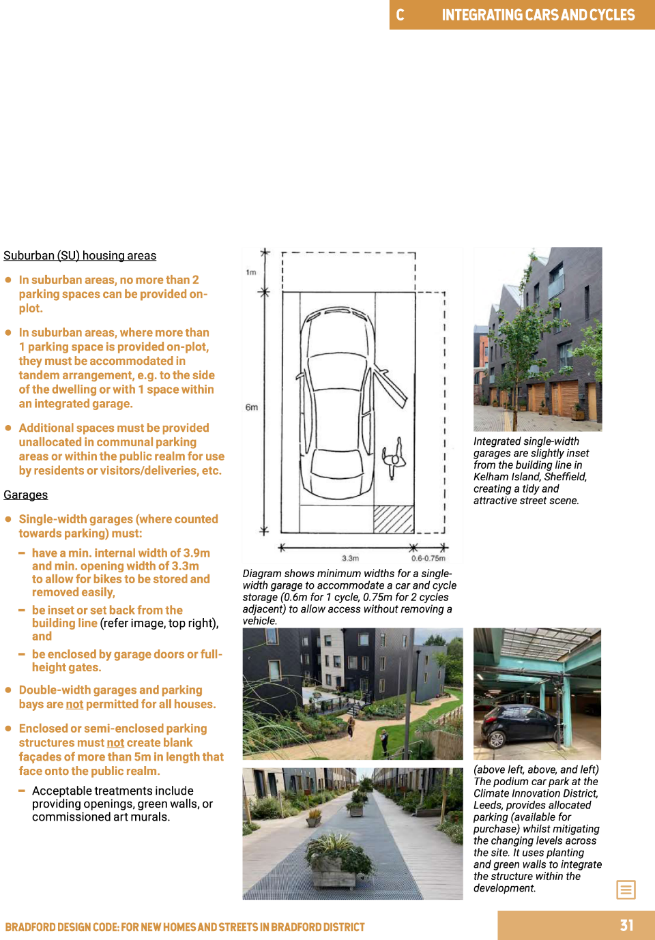 C INTEGRATING CARS AND CYCLES
Suburban (SU) housing areas
• In suburban areas, no more than 2
parking spaces can be provided on-
plot.
• In suburban areas, where more than
1 parking space is provided on-plot,
they must be accommodated in
tandem arrangement, e.g. to the side
of the dwelling or with 1 space within
an integrated garage.
• Additional spaces must be provided
unallocated in communal parking
areas or within the public realm for use
by residents or visitors/deliveries, etc.
Garages
• Single-width garages (where counted
towards parking) must:
– have a min. internal width of 3.9m
and min. opening width of 3.3m
to allow for bikes to be stored and
removed easily,
– be inset or set back from the
building line (refer image, top right),
and
– be enclosed by garage doors or full-
height gates.
• Double-width garages and parking
bays are not permitted for all houses.
• Enclosed or semi-enclosed parking
structures must not create blank
façades of more than 5m in length that
face onto the public realm.
– Acceptable treatments include
providing openings, green walls, or
commissioned art murals.
1m
6m
3.3m 0.6-0.75m
Diagram shows minimum widths for a single-
width garage to accommodate a car and cycle
storage (0.6m for 1 cycle, 0.75m for 2 cycles
adjacent) to allow access without removing a
vehicle.
Integrated single-width
garages are slightly inset
from the building line in
Kelham Island, Sheffield,
creating a tidy and
attractive street scene.
(above left, above, and left)
The podium car park at the
Climate Innovation District,
Leeds, provides allocated
parking (available for
purchase) whilst mitigating
the changing levels across
the site. It uses planting
and green walls to integrate
the structure within the
development.
BRADFORD DESIGN CODE: FOR NEW HOMES AND STREETS IN BRADFORD DISTRICT
31